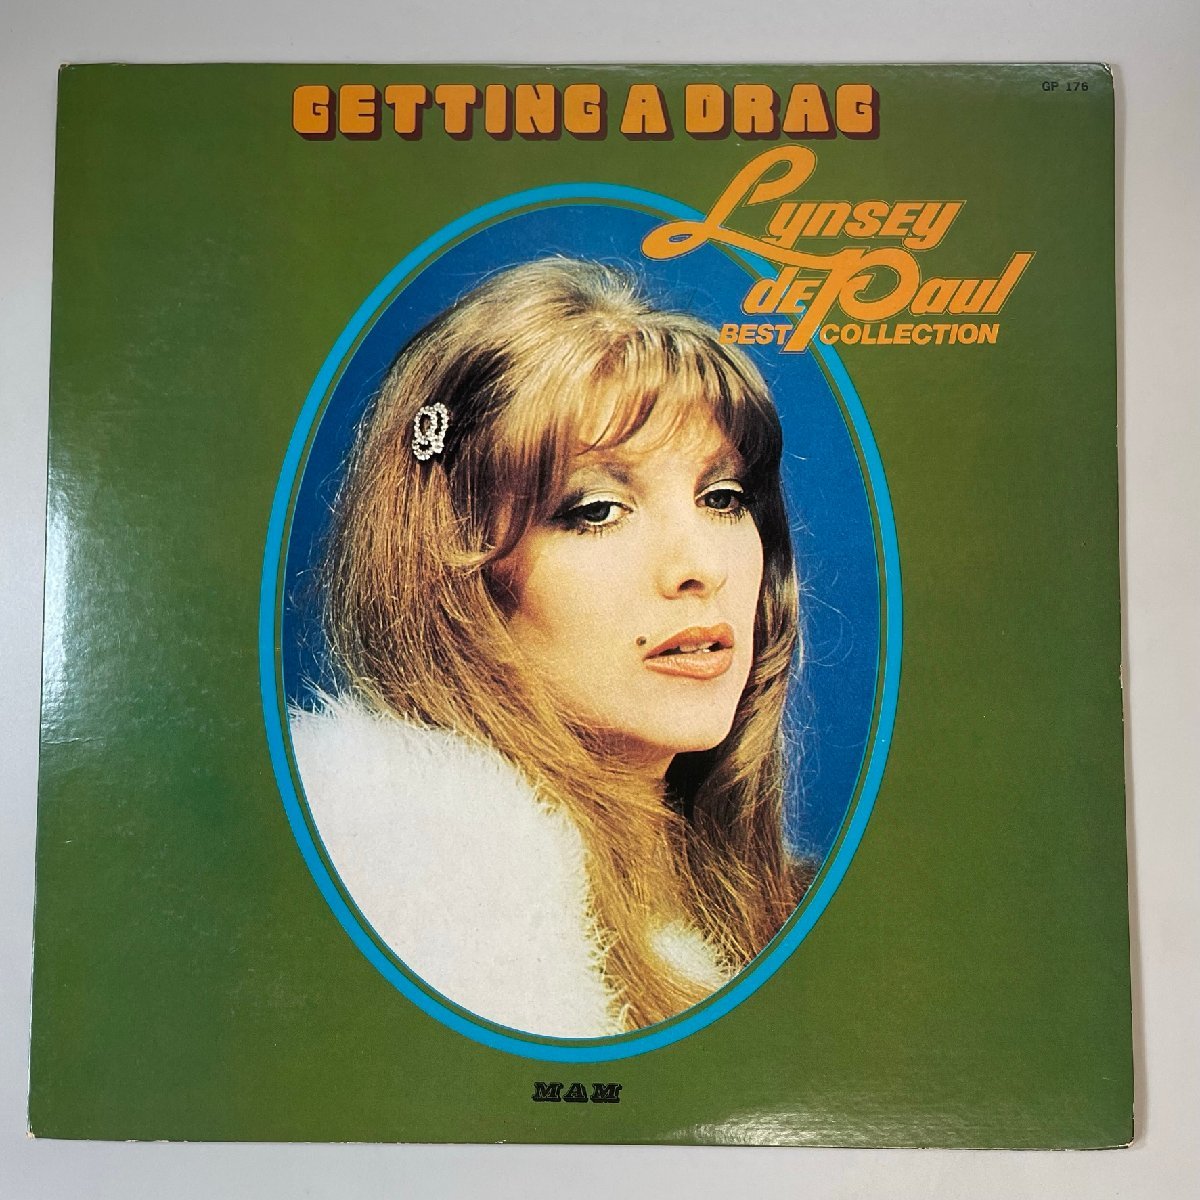 GETTING A DRAG
GP 176
Lynsey
de Paul
BEST COLLECTION
MAM